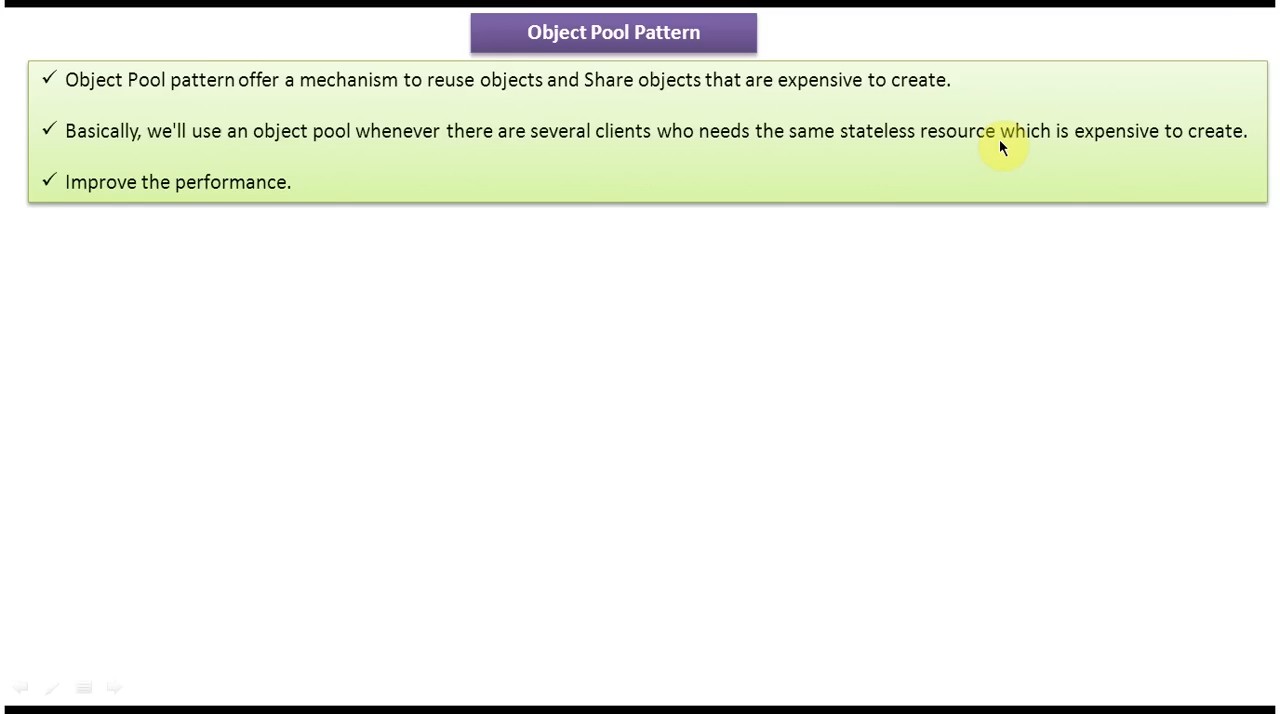 Object Pool Pattern
✓ Object Pool pattern offer a mechanism to reuse objects and Share objects that are expensive to create.
✓ Basically, we'll use an object pool whenever there are several clients who needs the same stateless resource which is expensive to create.
✓ Improve the performance.